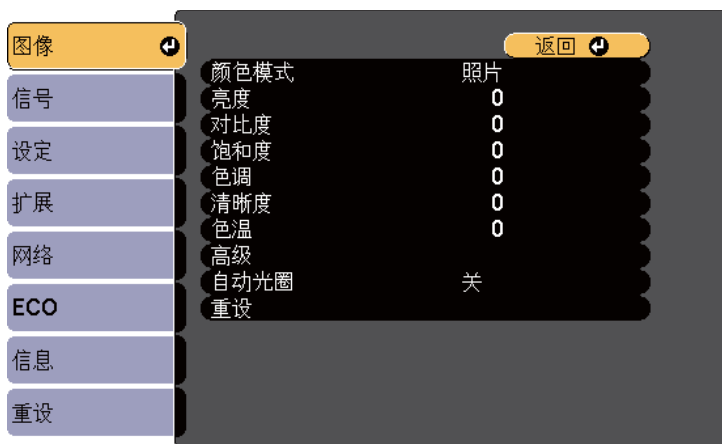 图像
信号
设定
扩展
网络
ECO
信息
重设
返回
颜色模式 照片
亮度 0
对比度 0
饱和度 0
色调 0
清晰度 0
色温 0
高级
自动光圈 关
重设